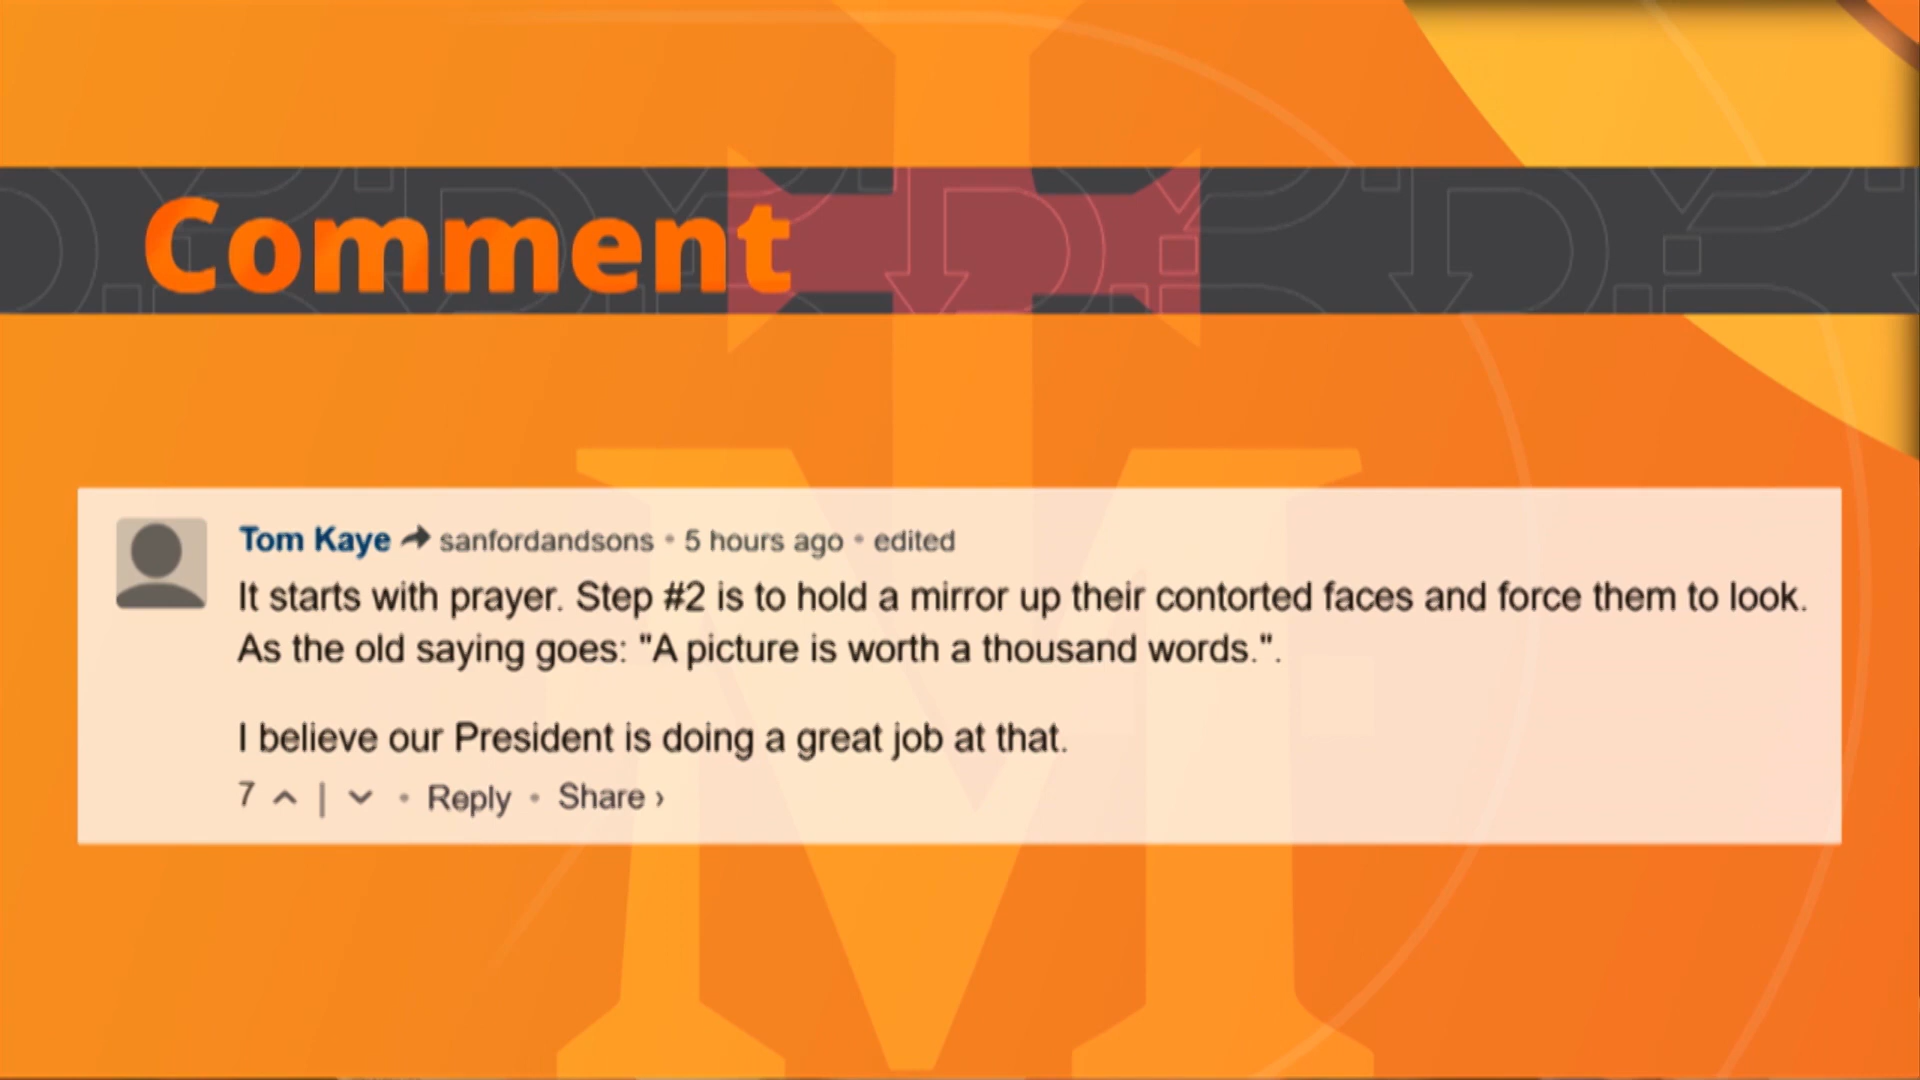 Comment
Tom Kaye → sanfordandsons • 5 hours ago • edited
It starts with prayer. Step #2 is to hold a mirror up their contorted faces and force them to look.
As the old saying goes: "A picture is worth a thousand words.".
I believe our President is doing a great job at that.
7 | • Reply • Share ›